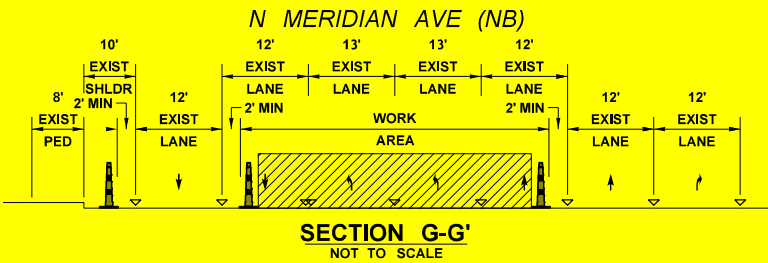 N MERIDIAN AVE (NB)
10' 12' 13' 13' 12'
EXIST EXIST EXIST EXIST EXIST
SHLDR LANE LANE LANE LANE
8' 2' MIN 12' 2' MIN WORK 2' MIN 12' 12'
EXIST EXIST EXIST EXIST
PED LANE AREA LANE LANE
SECTION G-G'
NOT TO SCALE